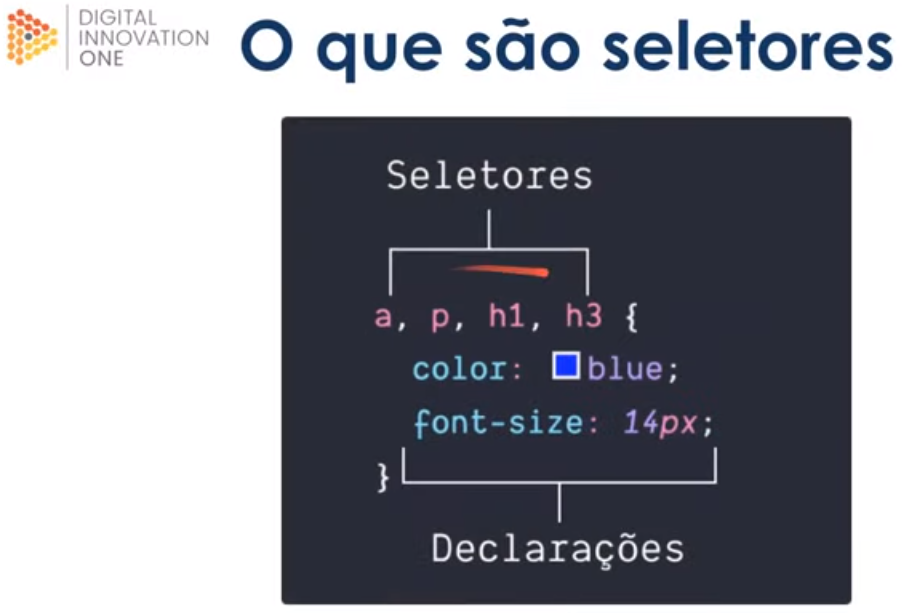 DIGITAL
INNOVATION
ONE
O que são seletores
Seletores
a, p, h1, h3 {
color: blue;
font-size: 14px;
}
Declarações